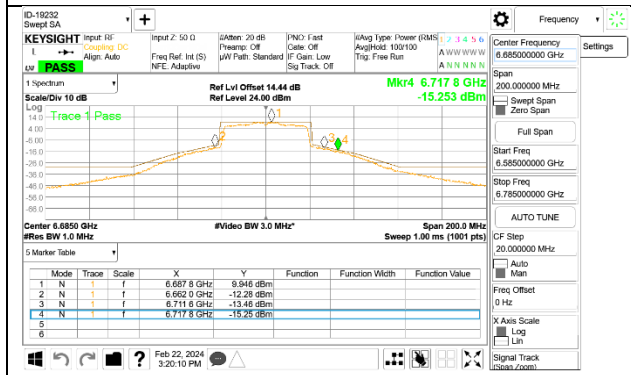 ID-19232
Swept SA
Frequency
Settings
KEYSIGHT
L
PASS
Input: RF
Coupling: DC
Align: Auto
Input Z: 50 Ω
Freq Ref: Int (S)
NFE: Adaptive
#Atten: 20 dB
Preamp: Off
µW Path: Standard
PNO: Fast
Gate: Off
IF Gain: Low
Sig Track: Off
#Avg Type: Power (RMS
Avg|Hold: 100/100
Trig: Free Run
1 2 3 4 5 6
A W W W W W
A N N N N N
Center Frequency
6.685000000 GHz
Span
200.000000 MHz
Swept Span
Zero Span
Full Span
Start Freq
6.585000000 GHz
Stop Freq
6.785000000 GHz
AUTO TUNE
CF Step
20.000000 MHz
Auto
Man
Freq Offset
0 Hz
X Axis Scale
Log
Lin
Signal Track
(Span Zoom)
1 Spectrum
Scale/Div 10 dB
Ref Lvl Offset 14.44 dB
Ref Level 24.00 dBm
Mkr4 6.717 8 GHz
-15.253 dBm
Log
Trace 1 Pass
14.0
4.00
-6.00
-16.0
-26.0
-36.0
-46.0
-56.0
-66.0
1
2
3
4
Center 6.6850 GHz
#Res BW 1.0 MHz
#Video BW 3.0 MHz*
Span 200.0 MHz
Sweep 1.00 ms (1001 pts)
5 Marker Table
Mode Trace Scale X Y Function Function Width Function Value
1 N 1 f 6.687 8 GHz 9.946 dBm
2 N 1 f 6.662 0 GHz -12.28 dBm
3 N 1 f 6.711 6 GHz -13.46 dBm
4 N 1 f 6.717 8 GHz -15.25 dBm
5
6
?
Feb 22, 2024
3:20:10 PM